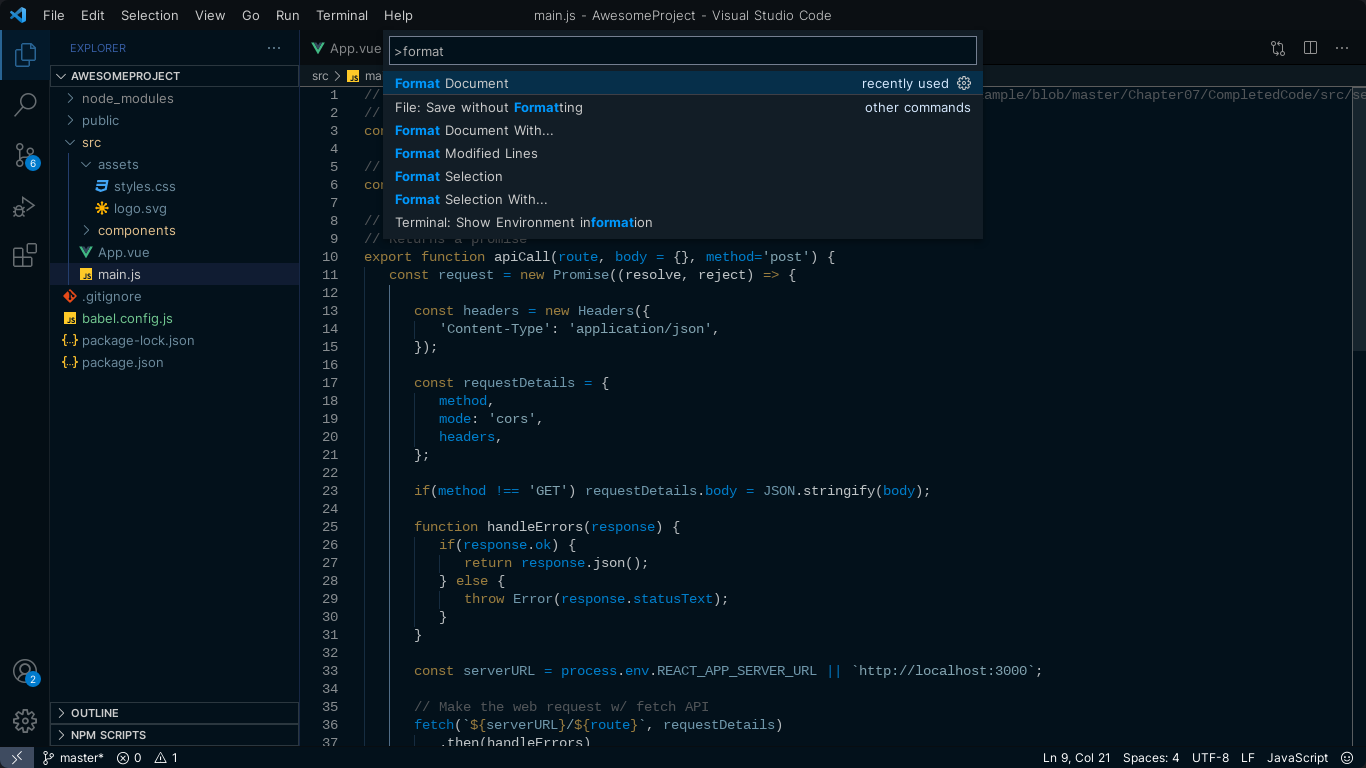 File Edit Selection View Go Run Terminal Help
main.js - AwesomeProject - Visual Studio Code
EXPLORER
AWESOMEPROJECT
node_modules
public
src
assets
styles.css
logo.svg
components
App.vue
main.js
.gitignore
babel.config.js
package-lock.json
package.json
OUTLINE
NPM SCRIPTS
6
2
App.vue
>format
src
Format Document recently used
File: Save without Formatting other commands
Format Document With...
Format Modified Lines
Format Selection
Format Selection With...
Terminal: Show Environment information
1 // ample/blob/master/Chapter07/CompletedCode/src/se
2 //
3 con
4
5 //
6 con
7
8 //
9 // Returns a promise
10 export function apiCall(route, body = {}, method='post') {
11 const request = new Promise((resolve, reject) => {
12
13 const headers = new Headers({
14 'Content-Type': 'application/json',
15 });
16
17 const requestDetails = {
18 method,
19 mode: 'cors',
20 headers,
21 };
22
23 if(method !== 'GET') requestDetails.body = JSON.stringify(body);
24
25 function handleErrors(response) {
26 if(response.ok) {
27 return response.json();
28 } else {
29 throw Error(response.statusText);
30 }
31 }
32
33 const serverURL = process.env.REACT_APP_SERVER_URL || `http://localhost:3000`;
34
35 // Make the web request w/ fetch API
36 fetch(`${serverURL}/${route}`, requestDetails)
37 .then(handleErrors)
master* 0 1 Ln 9, Col 21 Spaces: 4 UTF-8 LF JavaScript